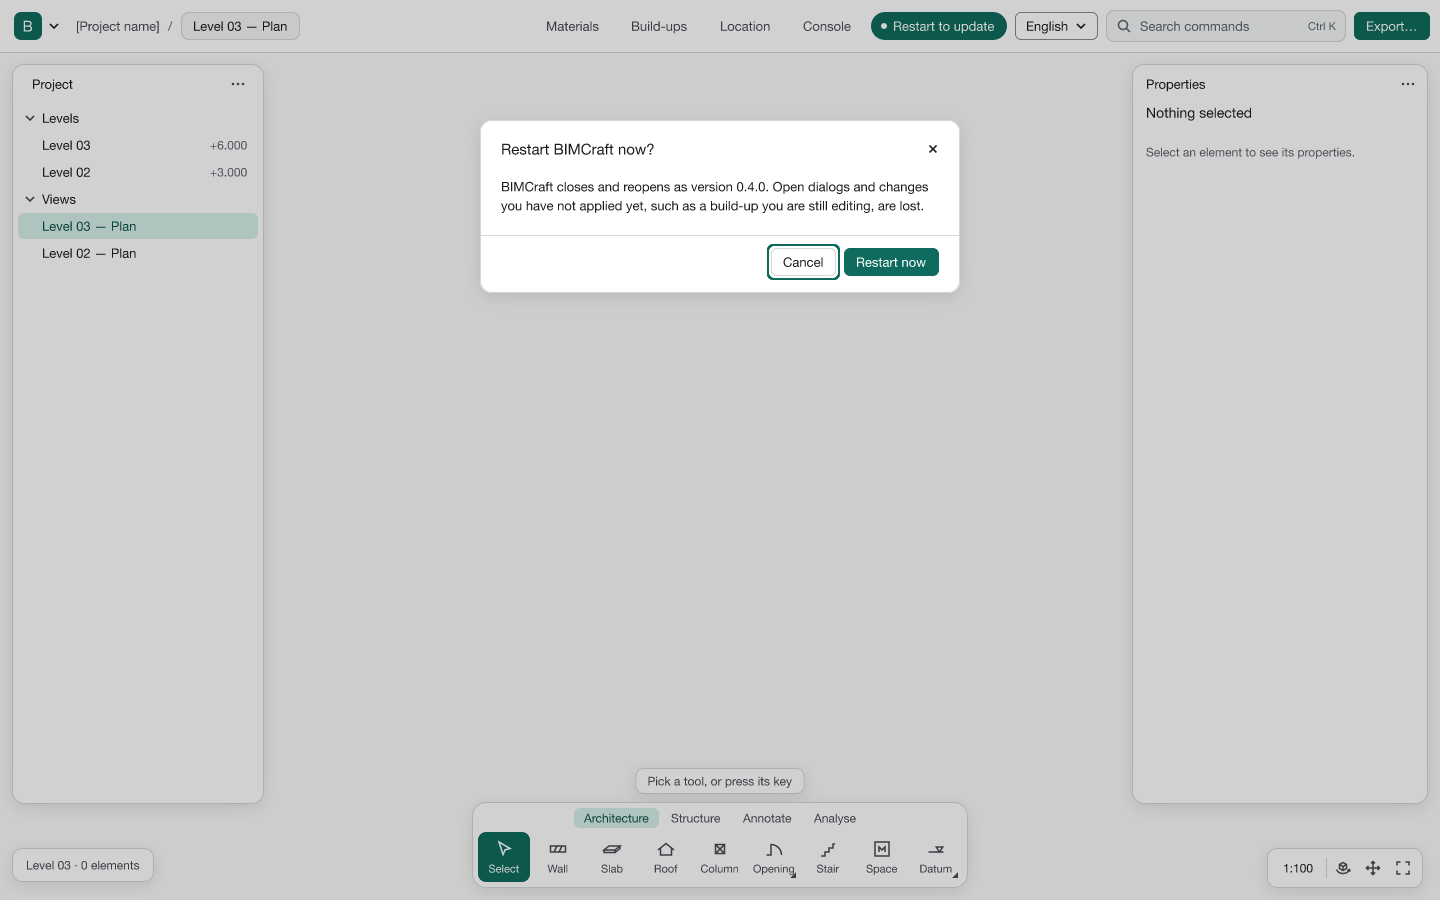 B
[Project name] /
Level 03 — Plan
Materials
Build-ups
Location
Console
Restart to update
English
Search commands
Ctrl K
Export...
Project
Levels
Level 03 +6.000
Level 02 +3.000
Views
Level 03 — Plan
Level 02 — Plan
Restart BIMCraft now?
BIMCraft closes and reopens as version 0.4.0. Open dialogs and changes
you have not applied yet, such as a build-up you are still editing, are lost.
Cancel
Restart now
Properties
Nothing selected
Select an element to see its properties.
Pick a tool, or press its key
Architecture
Structure
Annotate
Analyse
Select
Wall
Slab
Roof
Column
Opening
Stair
Space
Datum
Level 03 · 0 elements
1:100